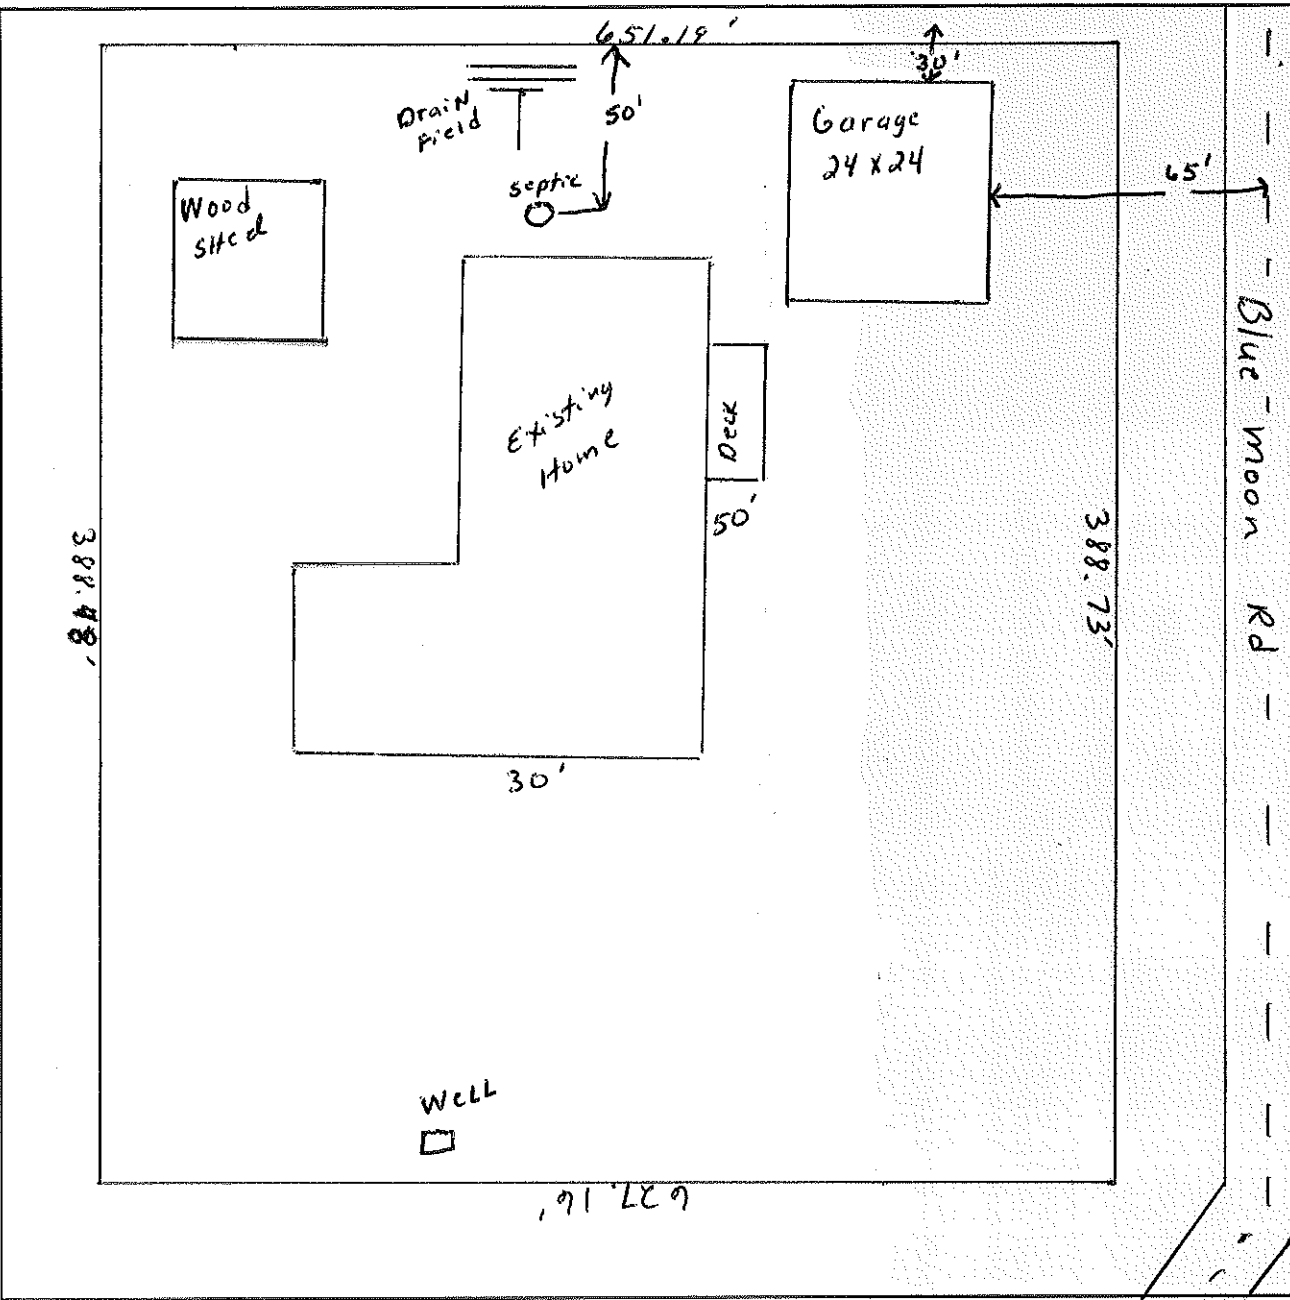 651.19'
30'
Drain
Field
50'
Garage
24 x 24
65'
septic
Wood
SHed
Blue-moon Rd
Existing
Home
Deck
50'
388.48'
388.73'
30'
WELL
627.16'